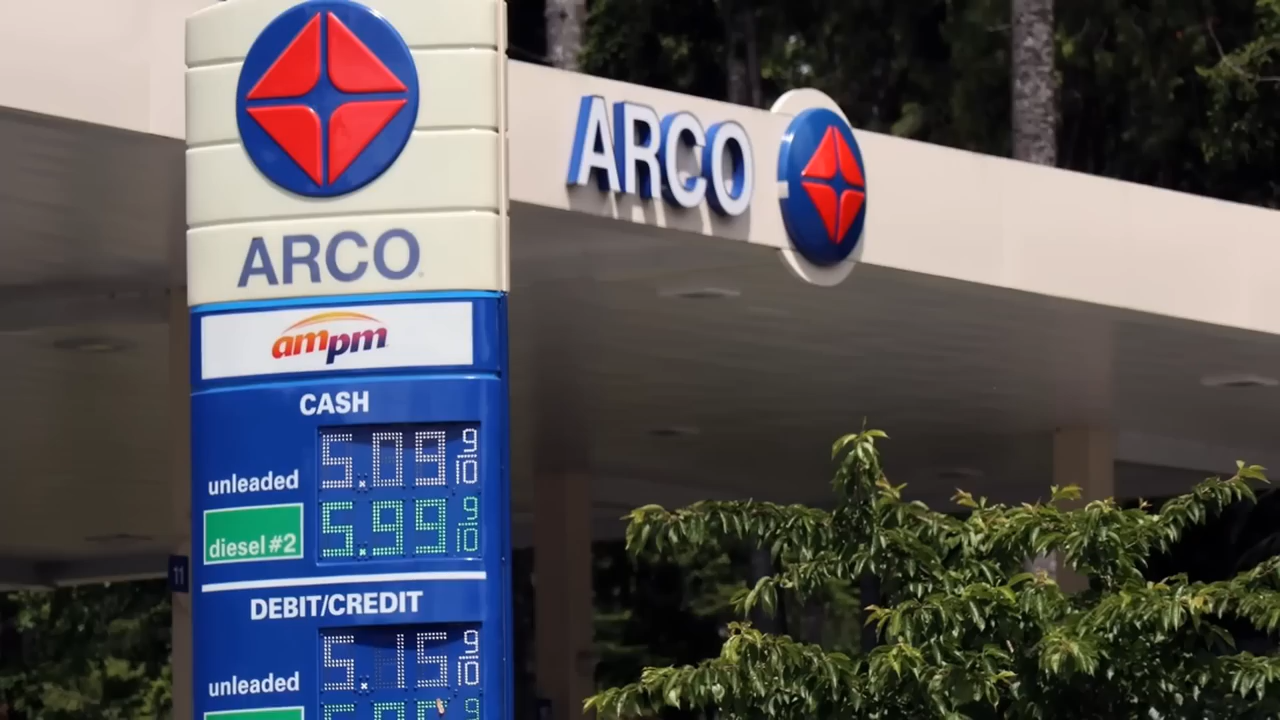 ARCO
ARCO
ampm
CASH
unleaded 5.09 9/10
diesel #2 5.99 9/10
DEBIT/CREDIT
unleaded 5.15 9/10
11